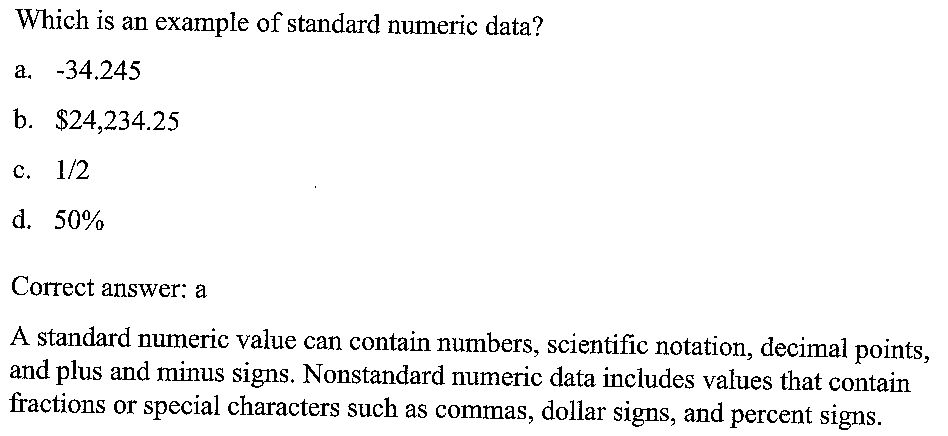 Which is an example of standard numeric data?
a. -34.245
b. $24,234.25
c. 1/2
d. 50%
Correct answer: a
A standard numeric value can contain numbers, scientific notation, decimal points,
and plus and minus signs. Nonstandard numeric data includes values that contain
fractions or special characters such as commas, dollar signs, and percent signs.